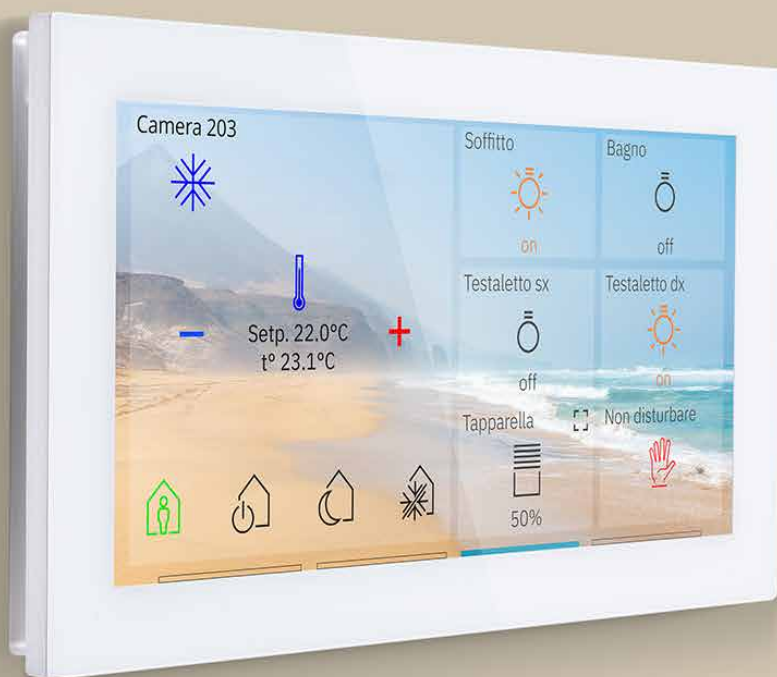 Camera 203
Setp. 22.0°C
t° 23.1°C
Soffitto
on
Bagno
off
Testaletto sx
off
Testaletto dx
on
Tapparella
50%
Non disturbare